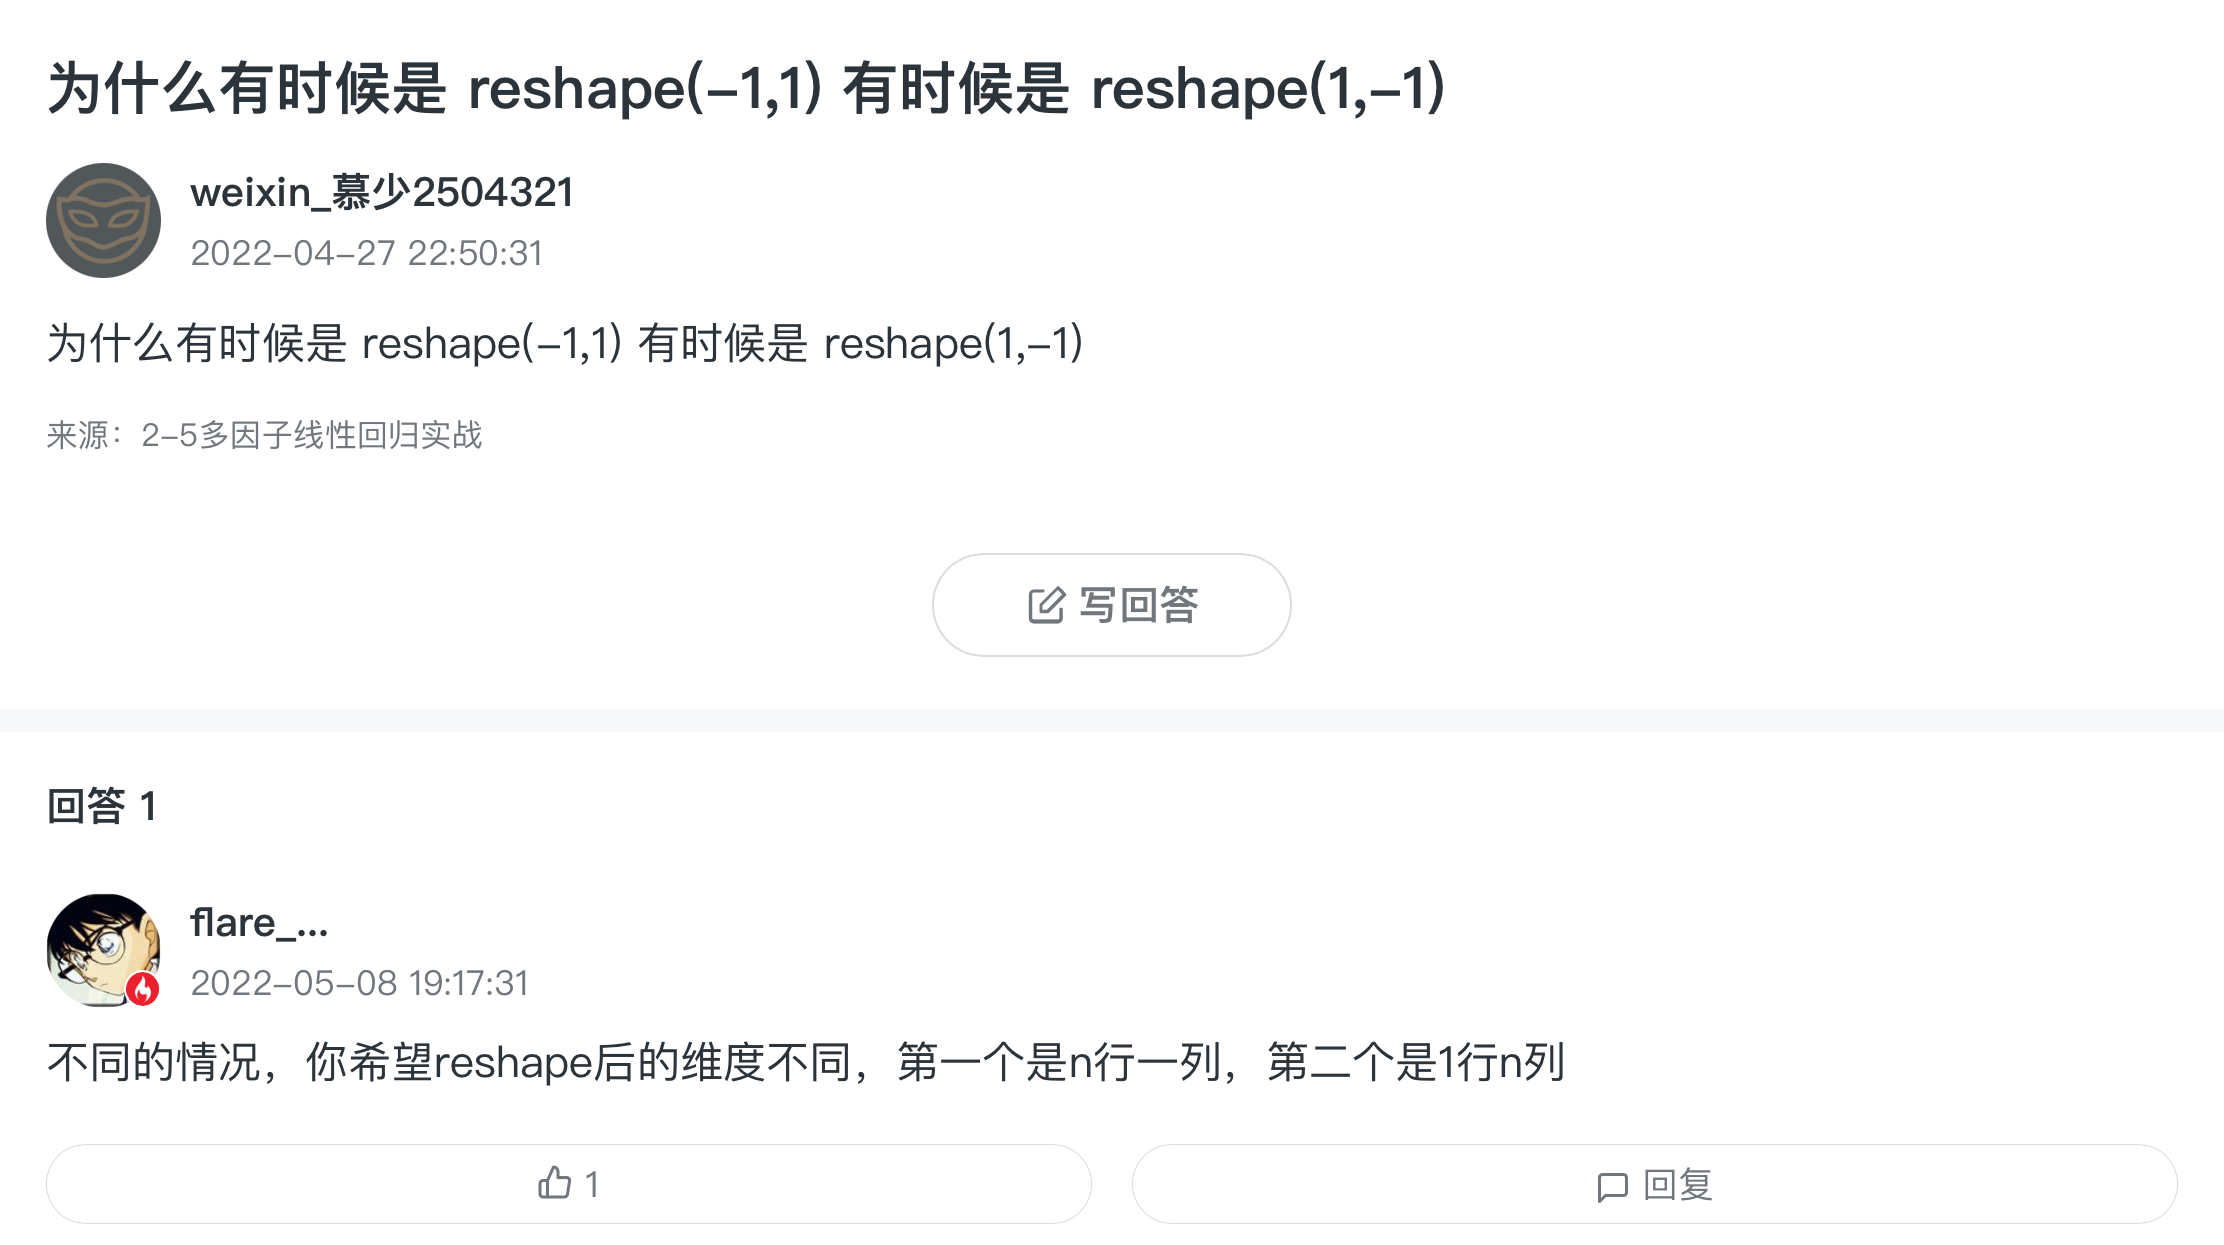 为什么有时候是 reshape(-1,1) 有时候是 reshape(1,-1)
weixin_慕少2504321
2022-04-27 22:50:31
为什么有时候是 reshape(-1,1) 有时候是 reshape(1,-1)
来源：2-5多因子线性回归实战
写回答
回答 1
flare_...
2022-05-08 19:17:31
不同的情况，你希望reshape后的维度不同，第一个是n行一列，第二个是1行n列
1
回复